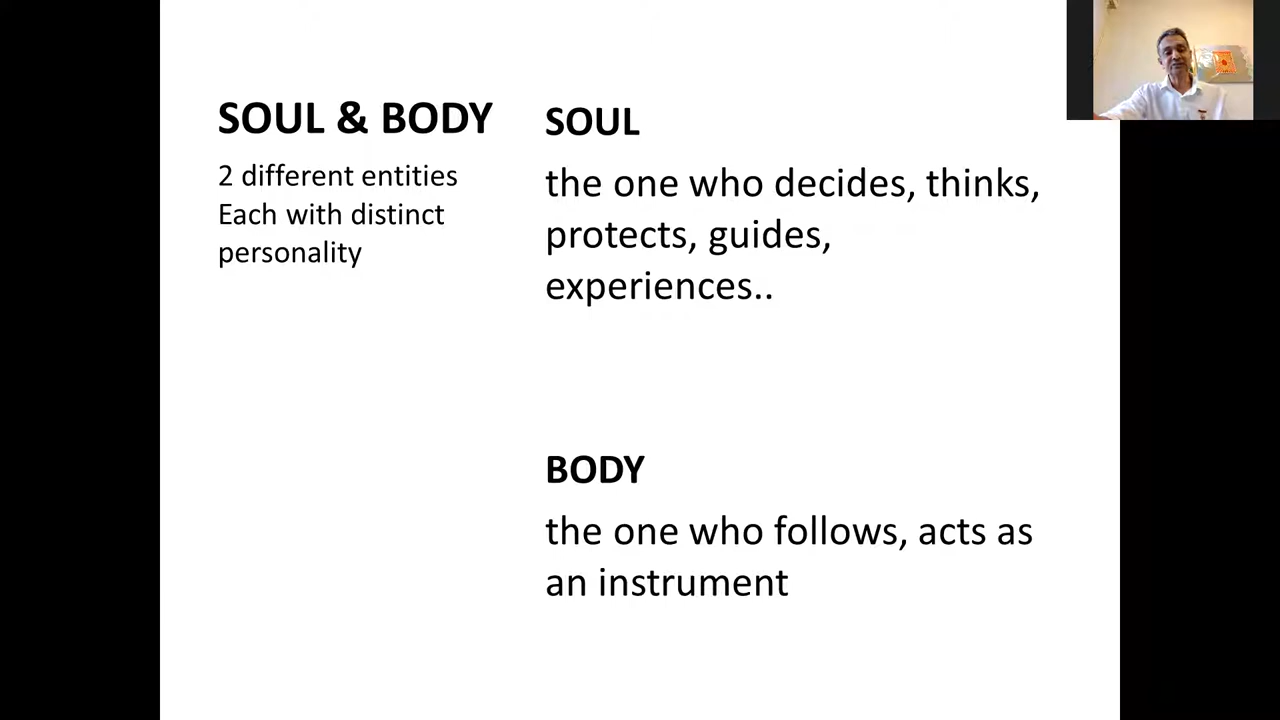 SOUL & BODY
2 different entities
Each with distinct
personality
SOUL
the one who decides, thinks,
protects, guides,
experiences..
BODY
the one who follows, acts as
an instrument